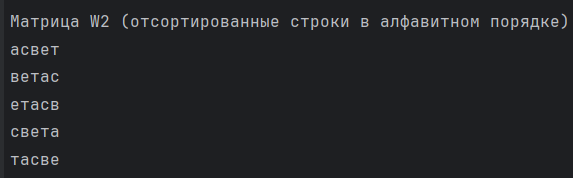 Матрица W2 (отсортированные строки в алфавитном порядке)
асвет
ветас
етасв
света
тасве